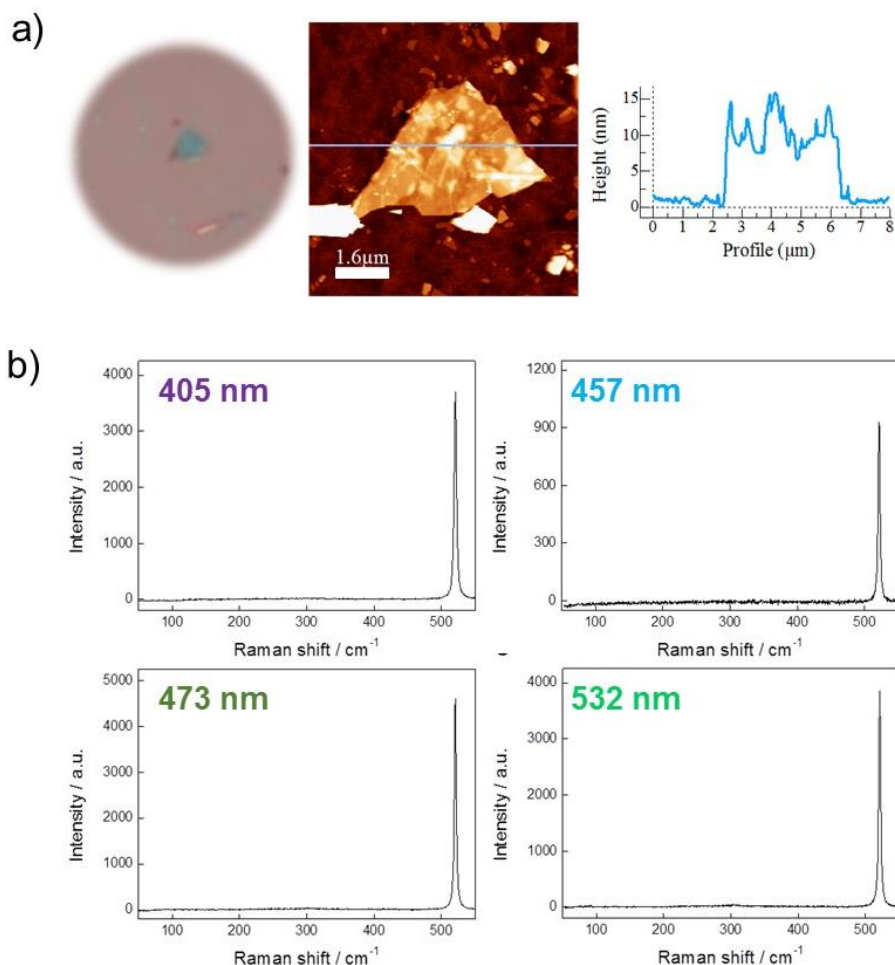 a)
1.6µm
Height (nm)
15
10
5
0
0 1 2 3 4 5 6 7 8
Profile (µm)
b)
405 nm
Intensity / a.u.
4000
3000
2000
1000
0
100 200 300 400 500
Raman shift / cm-1
457 nm
Intensity / a.u.
1200
900
600
300
0
100 200 300 400 500
Raman shift / cm-1
473 nm
Intensity / a.u.
5000
4000
3000
2000
1000
0
100 200 300 400 500
Raman shift / cm-1
532 nm
Intensity / a.u.
4000
3000
2000
1000
0
100 200 300 400 500
Raman shift / cm-1